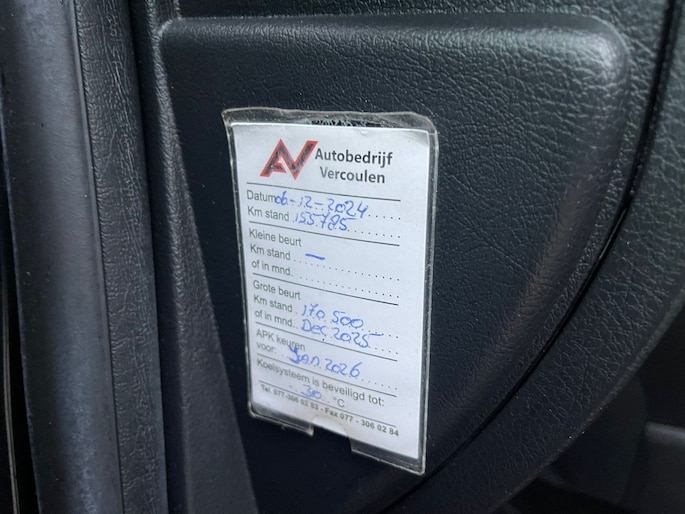 AV Autobedrijf
Vercoulen
Datum 06-12-2024
Km stand 155.785
Kleine beurt
Km stand —
of in mnd.
Grote beurt
Km stand 170.500
of in mnd. Dec, 2025
APK keuren
voor: Jan. 2026
Koelsysteem is beveiligd tot:
- 30 °C
Tel. 077-306 02 83 - Fax 077 - 306 02 84